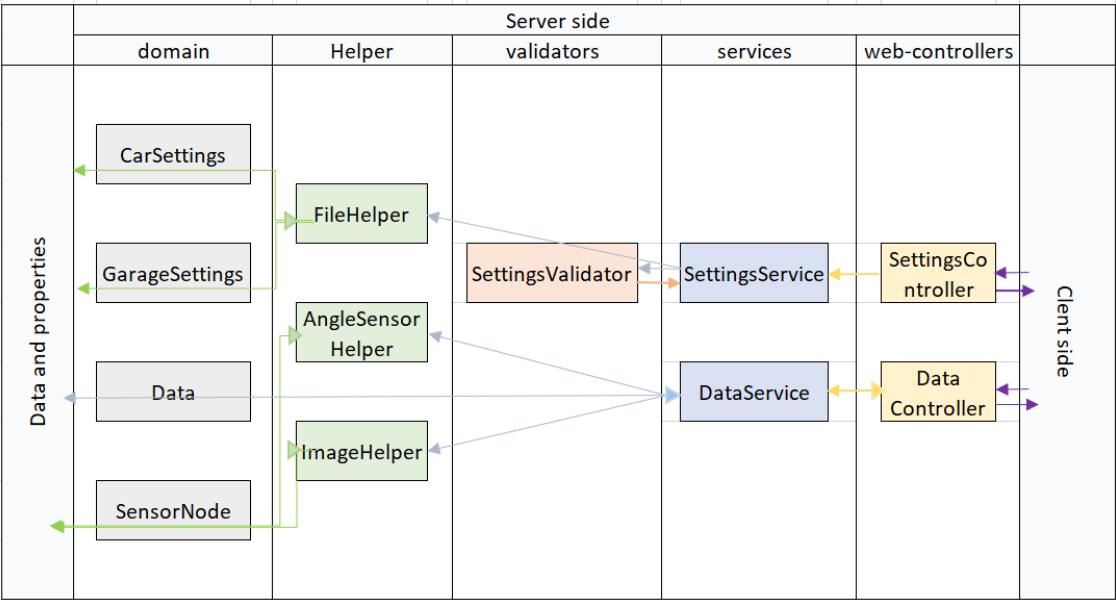 Server side
domain
Helper
validators
services
web-controllers
CarSettings
FileHelper
GarageSettings
SettingsValidator
SettingsService
SettingsCo
ntroller
AngleSensor
Helper
Data
DataService
Data
Controller
ImageHelper
SensorNode
Data and properties
Clent side